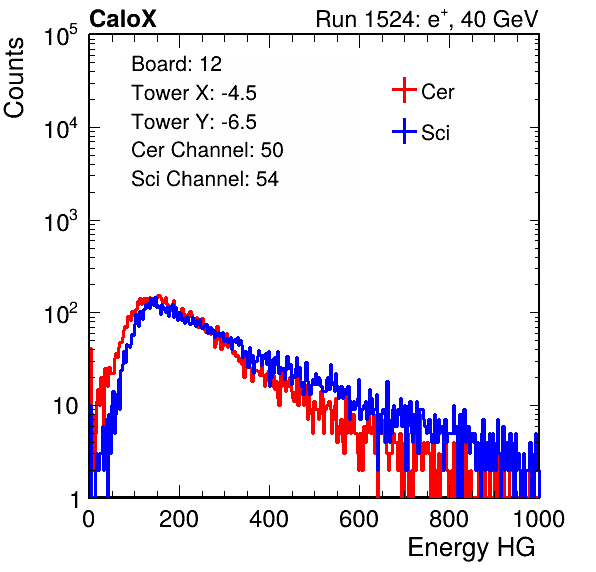 CaloX Run 1524: e⁺, 40 GeV
Counts
Board: 12
Tower X: -4.5
Tower Y: -6.5
Cer Channel: 50
Sci Channel: 54
Cer
Sci
10⁵
10⁴
10³
10²
10
1
0 200 400 600 800 1000
Energy HG